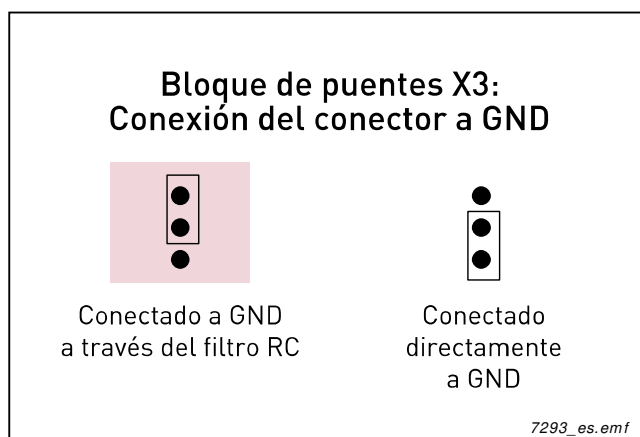 Bloque de puentes X3:
Conexión del conector a GND
Conectado a GND
a través del filtro RC
Conectado
directamente
a GND
7293_es.emf